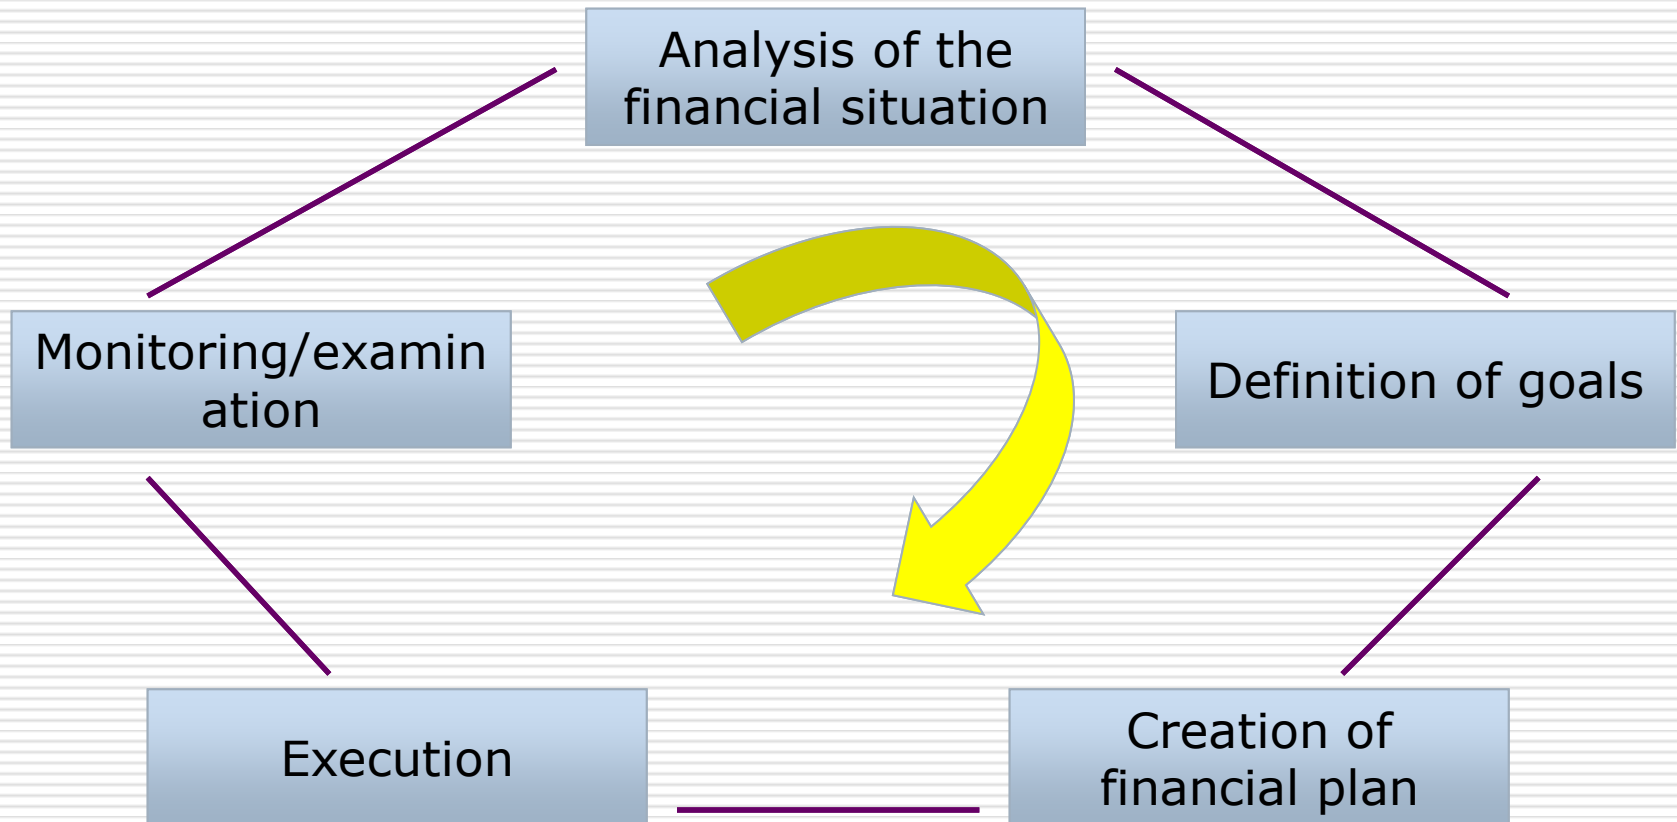 Analysis of the
financial situation
Monitoring/examin
ation
Definition of goals
Execution
Creation of
financial plan